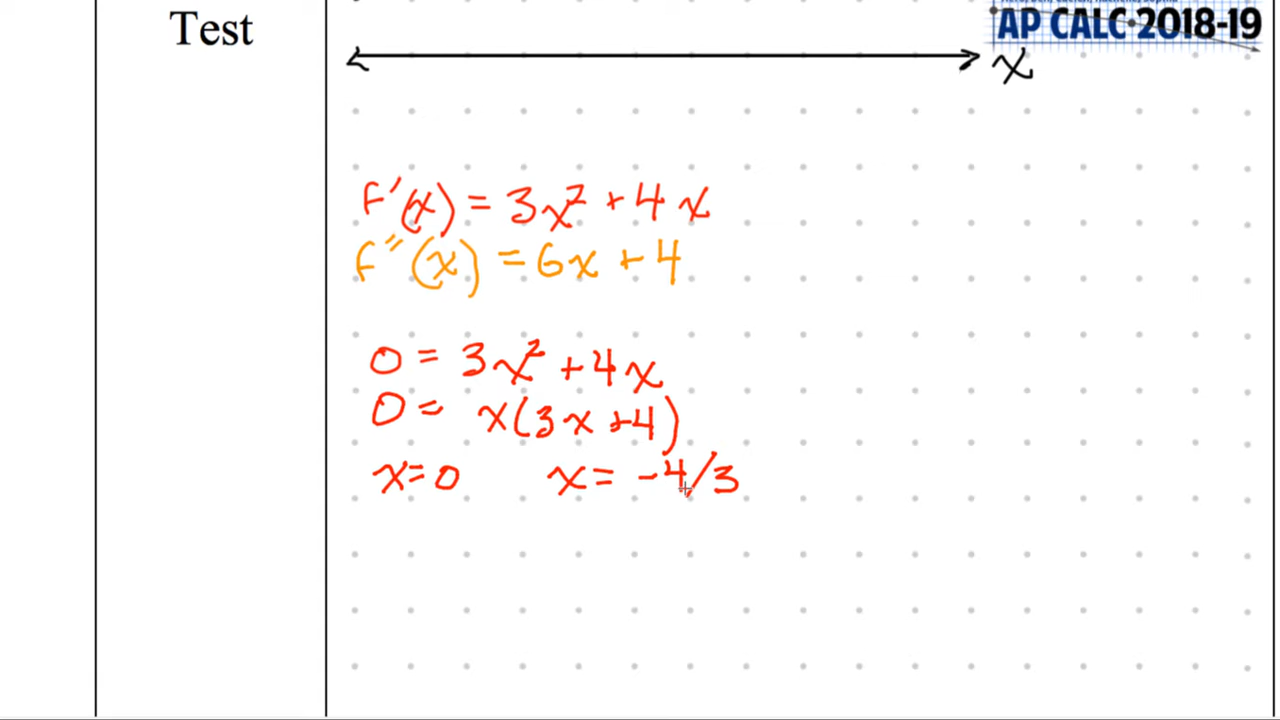 Test
AP CALC 2018-19
x
f'(x) = 3x² + 4x
f''(x) = 6x + 4
0 = 3x² + 4x
0 = x(3x + 4)
x = 0 x = -4/3